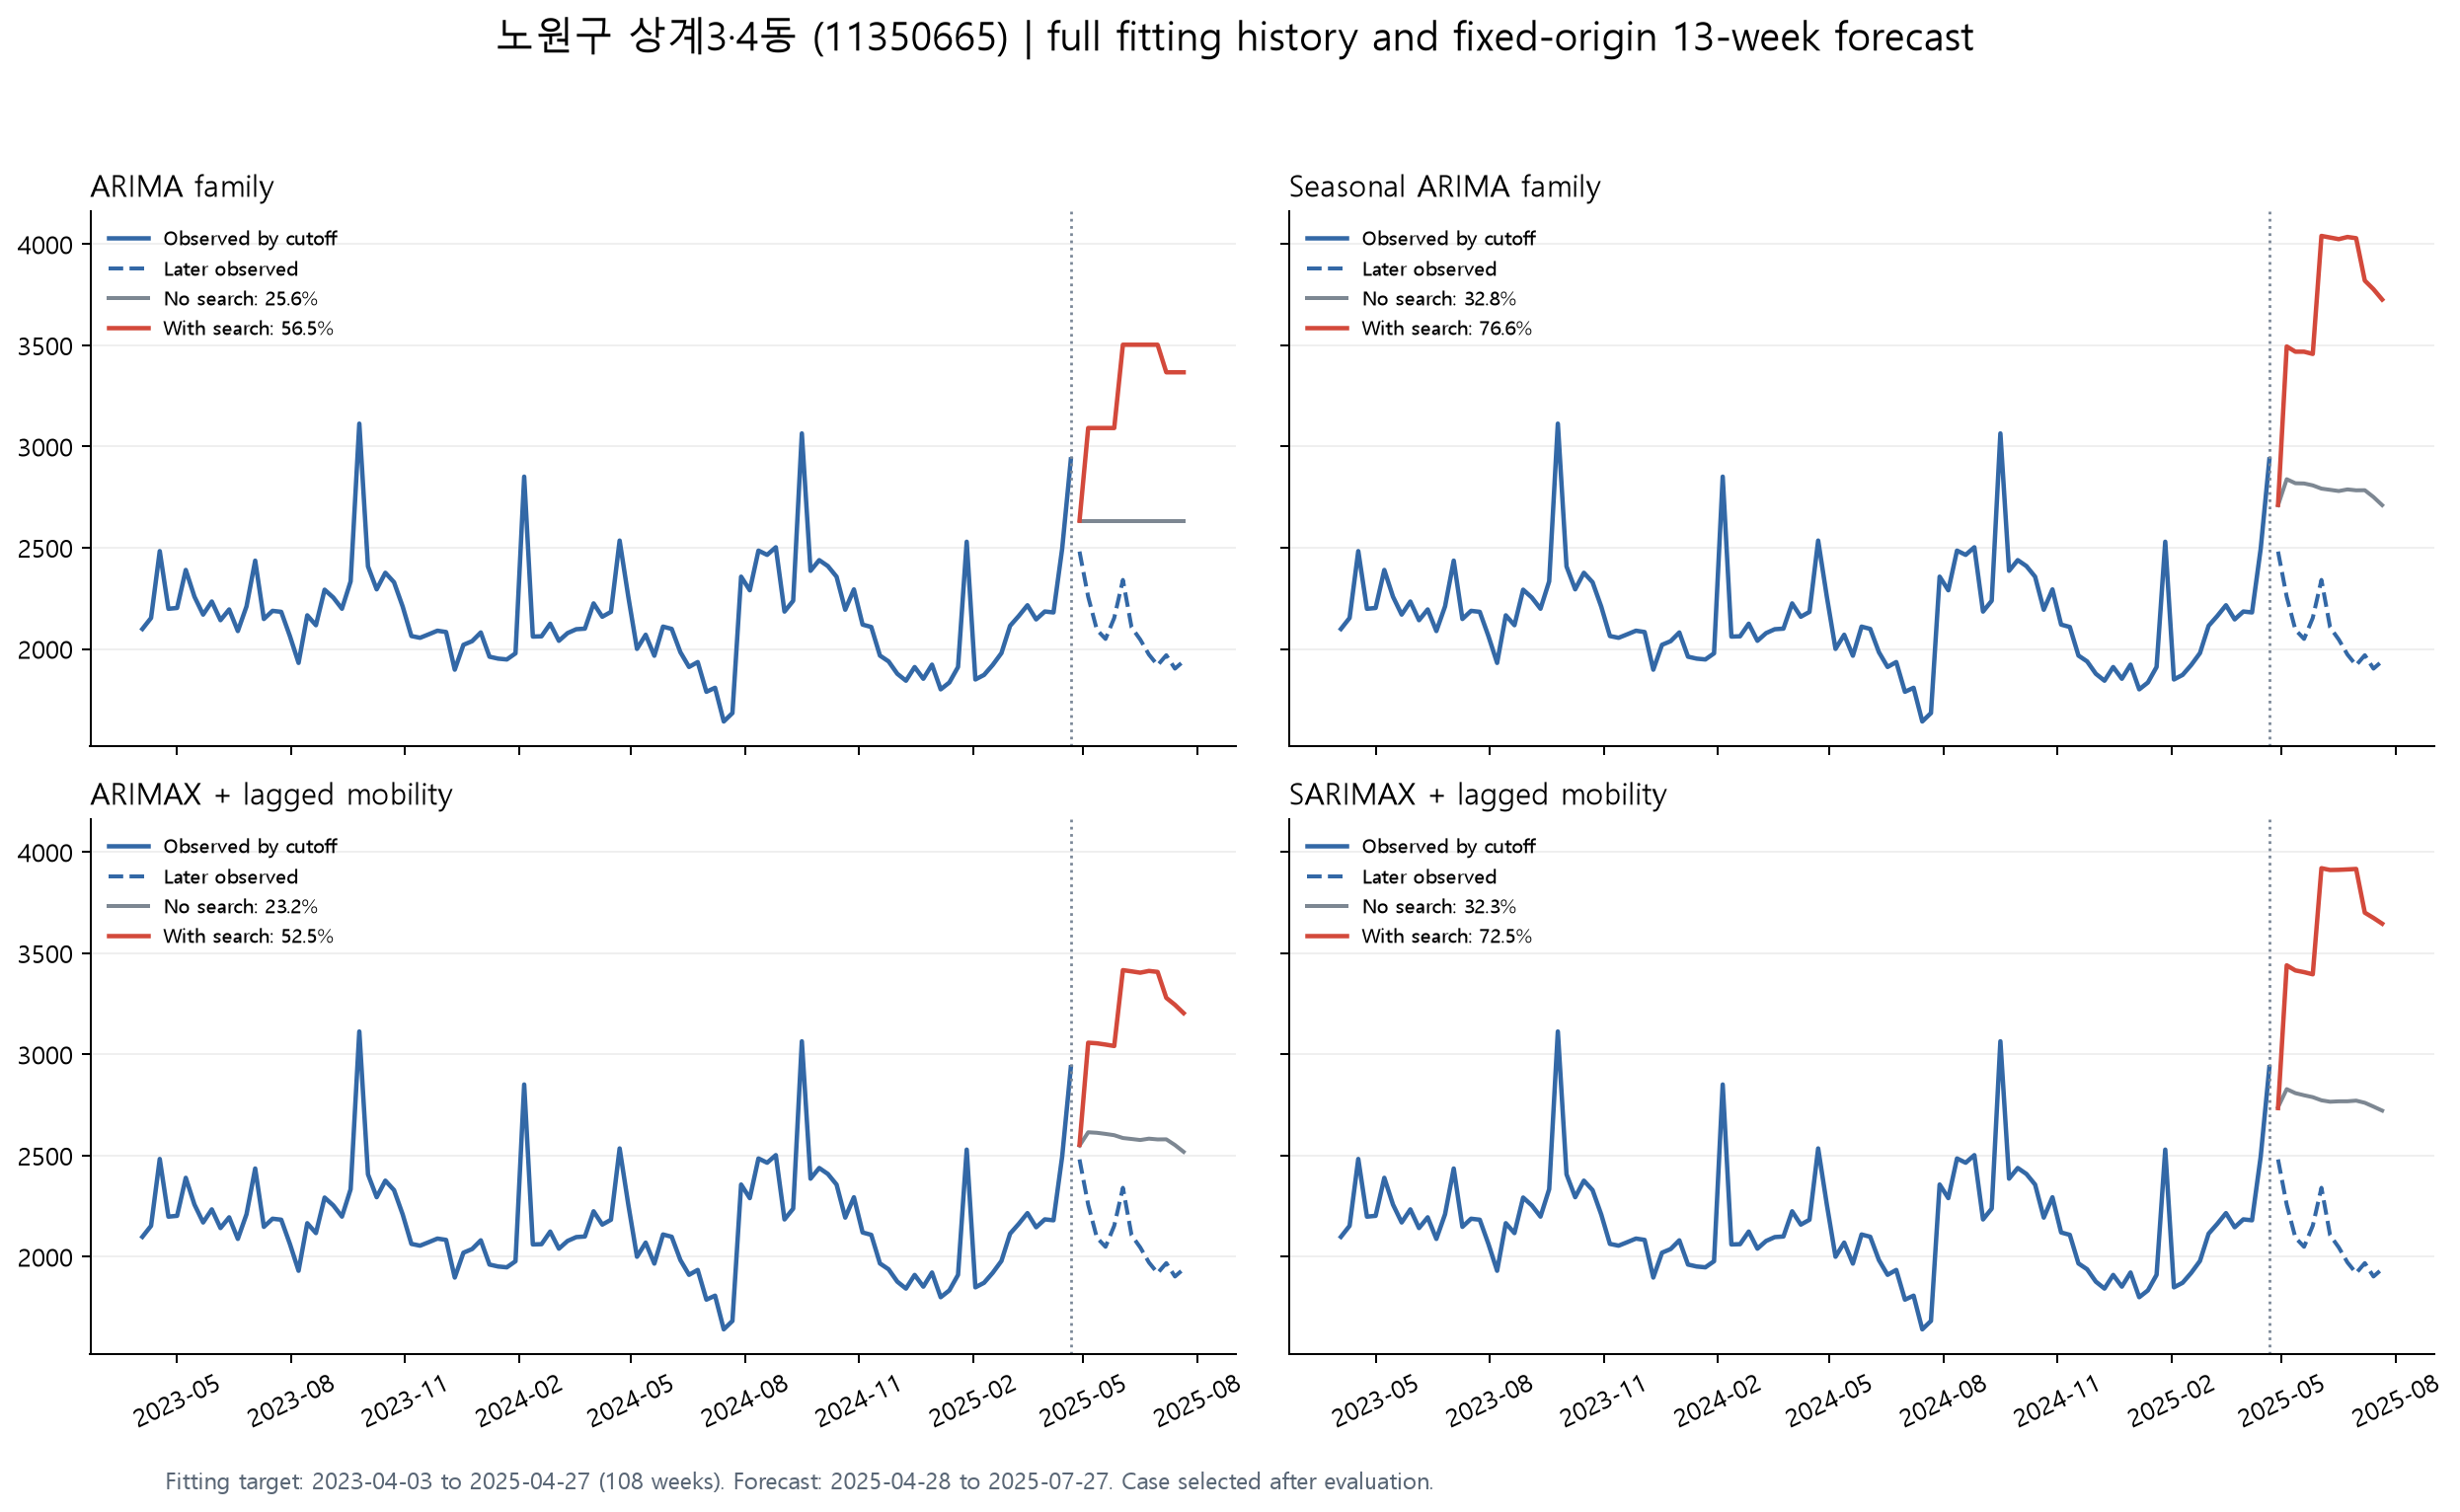 노원구 상계3·4동 (11350665) | full fitting history and fixed-origin 13-week forecast
ARIMA family
Observed by cutoff
Later observed
No search: 25.6%
With search: 56.5%
4000
3500
3000
2500
2000
Seasonal ARIMA family
Observed by cutoff
Later observed
No search: 32.8%
With search: 76.6%
ARIMAX + lagged mobility
Observed by cutoff
Later observed
No search: 23.2%
With search: 52.5%
4000
3500
3000
2500
2000
2023-05
2023-08
2023-11
2024-02
2024-05
2024-08
2024-11
2025-02
2025-05
2025-08
SARIMAX + lagged mobility
Observed by cutoff
Later observed
No search: 32.3%
With search: 72.5%
2023-05
2023-08
2023-11
2024-02
2024-05
2024-08
2024-11
2025-02
2025-05
2025-08
Fitting target: 2023-04-03 to 2025-04-27 (108 weeks). Forecast: 2025-04-28 to 2025-07-27. Case selected after evaluation.